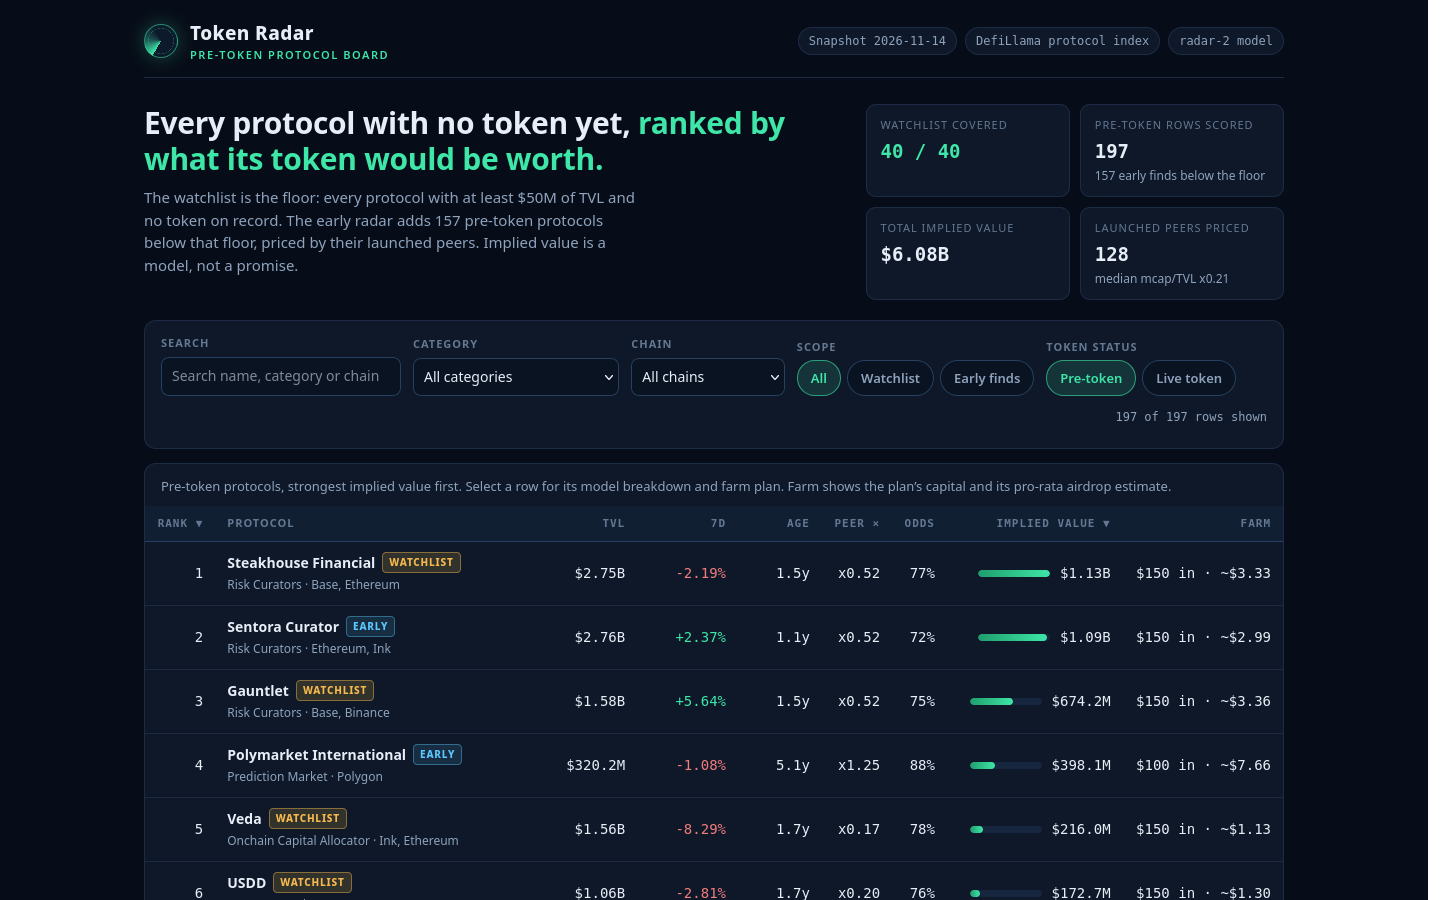 Token Radar
PRE-TOKEN PROTOCOL BOARD
Snapshot 2026-11-14
DefiLlama protocol index
radar-2 model
Every protocol with no token yet, ranked by
what its token would be worth.
The watchlist is the floor: every protocol with at least $50M of TVL and
no token on record. The early radar adds 157 pre-token protocols
below that floor, priced by their launched peers. Implied value is a
model, not a promise.
WATCHLIST COVERED
40 / 40
PRE-TOKEN ROWS SCORED
197
157 early finds below the floor
TOTAL IMPLIED VALUE
$6.08B
LAUNCHED PEERS PRICED
128
median mcap/TVL x0.21
SEARCH
Search name, category or chain
CATEGORY
All categories
CHAIN
All chains
SCOPE
All Watchlist Early finds
TOKEN STATUS
Pre-token Live token
197 of 197 rows shown
Pre-token protocols, strongest implied value first. Select a row for its model breakdown and farm plan. Farm shows the plan’s capital and its pro-rata airdrop estimate.
RANK ▼ PROTOCOL TVL 7D AGE PEER × ODDS IMPLIED VALUE ▼ FARM
1 Steakhouse Financial WATCHLIST $2.75B -2.19% 1.5y x0.52 77% $1.13B $150 in · ~$3.33
Risk Curators · Base, Ethereum
2 Sentora Curator EARLY $2.76B +2.37% 1.1y x0.52 72% $1.09B $150 in · ~$2.99
Risk Curators · Ethereum, Ink
3 Gauntlet WATCHLIST $1.58B +5.64% 1.5y x0.52 75% $674.2M $150 in · ~$3.36
Risk Curators · Base, Binance
4 Polymarket International EARLY $320.2M -1.08% 5.1y x1.25 88% $398.1M $100 in · ~$7.66
Prediction Market · Polygon
5 Veda WATCHLIST $1.56B -8.29% 1.7y x0.17 78% $216.0M $150 in · ~$1.13
Onchain Capital Allocator · Ink, Ethereum
6 USDD WATCHLIST $1.06B -2.81% 1.7y x0.20 76% $172.7M $150 in · ~$1.30